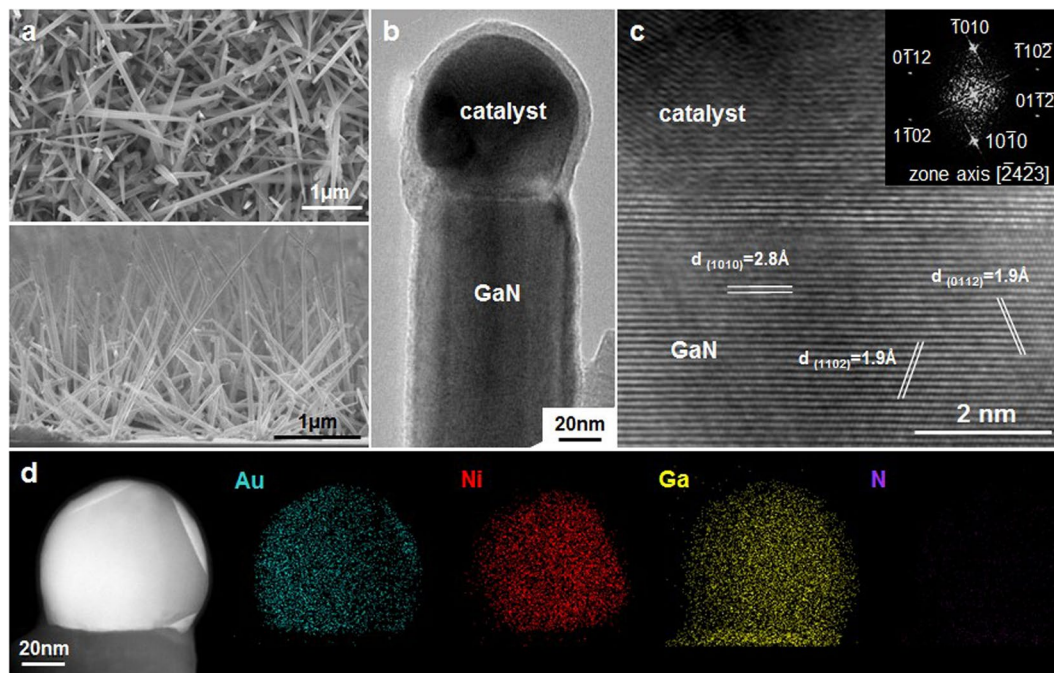 a
1μm
1μm
b
catalyst
GaN
20nm
c
catalyst
d (1010)=2.8Å
d (0112)=1.9Å
GaN
d (1102)=1.9Å
2 nm
1̅010
01̅12
1̅102̅
011̅2̅
11̅02
101̅0
zone axis [2̅42̅3̅]
d
Au
Ni
Ga
N
20nm